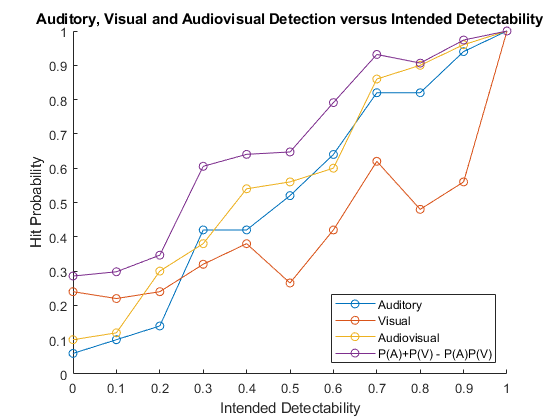 Auditory, Visual and Audiovisual Detection versus Intended Detectability
1
0.9
0.8
0.7
0.6
0.5
0.4
0.3
0.2
0.1
0
Hit Probability
Auditory
Visual
Audiovisual
P(A)+P(V) - P(A)P(V)
0 0.1 0.2 0.3 0.4 0.5 0.6 0.7 0.8 0.9 1
Intended Detectability